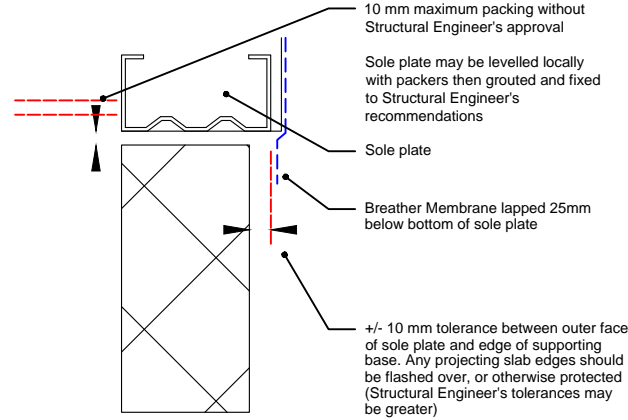 10 mm maximum packing without
Structural Engineer's approval
Sole plate may be levelled locally
with packers then grouted and fixed
to Structural Engineer's
recommendations
Sole plate
Breather Membrane lapped 25mm
below bottom of sole plate
+/- 10 mm tolerance between outer face
of sole plate and edge of supporting
base. Any projecting slab edges should
be flashed over, or otherwise protected
(Structural Engineer's tolerances may
be greater)